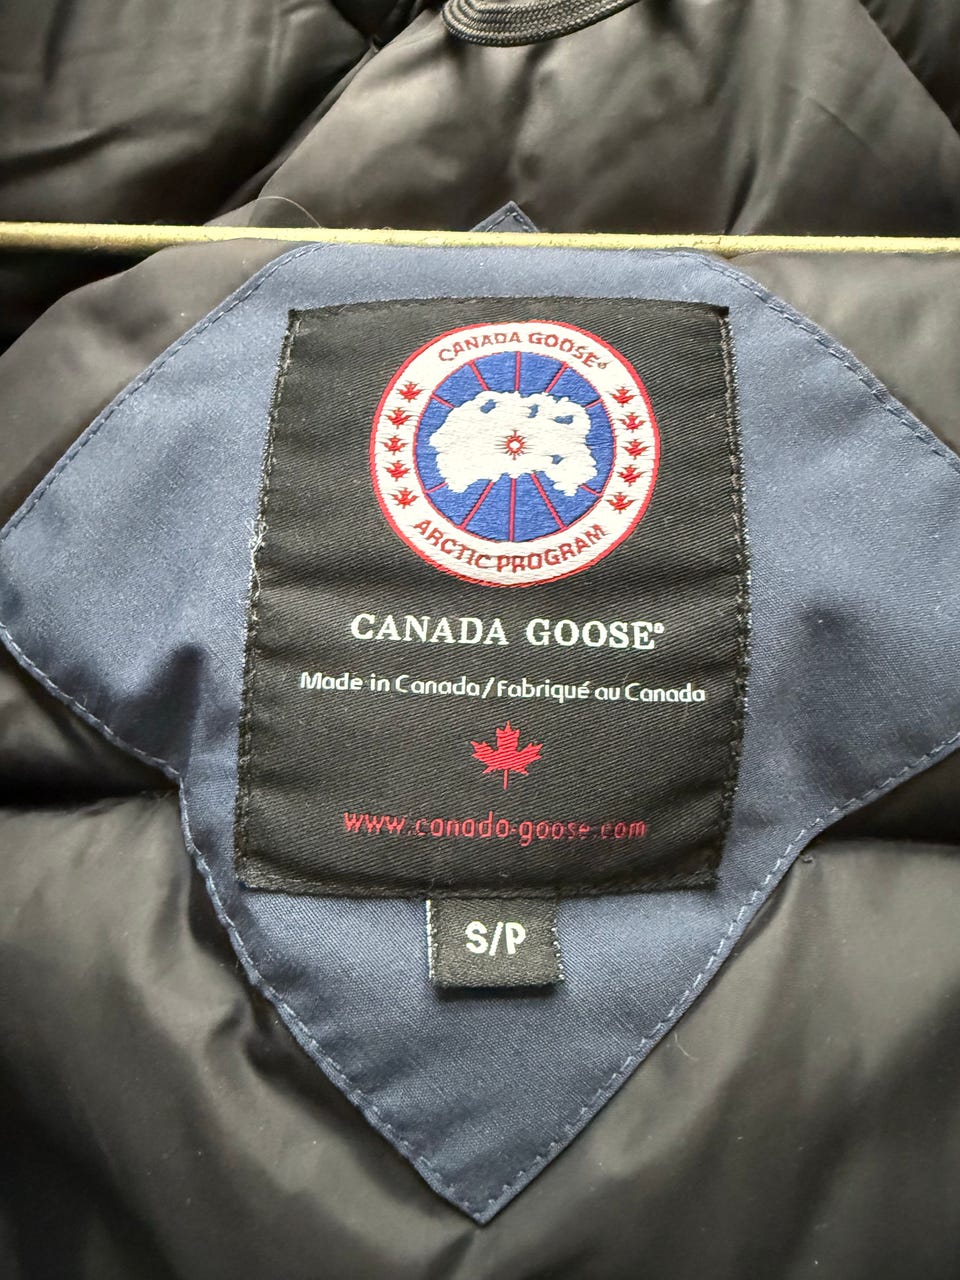 CANADA GOOSE®
ARCTIC PROGRAM
CANADA GOOSE®
Made in Canada/Fabriqué au Canada
www.canada-goose.com
S/P